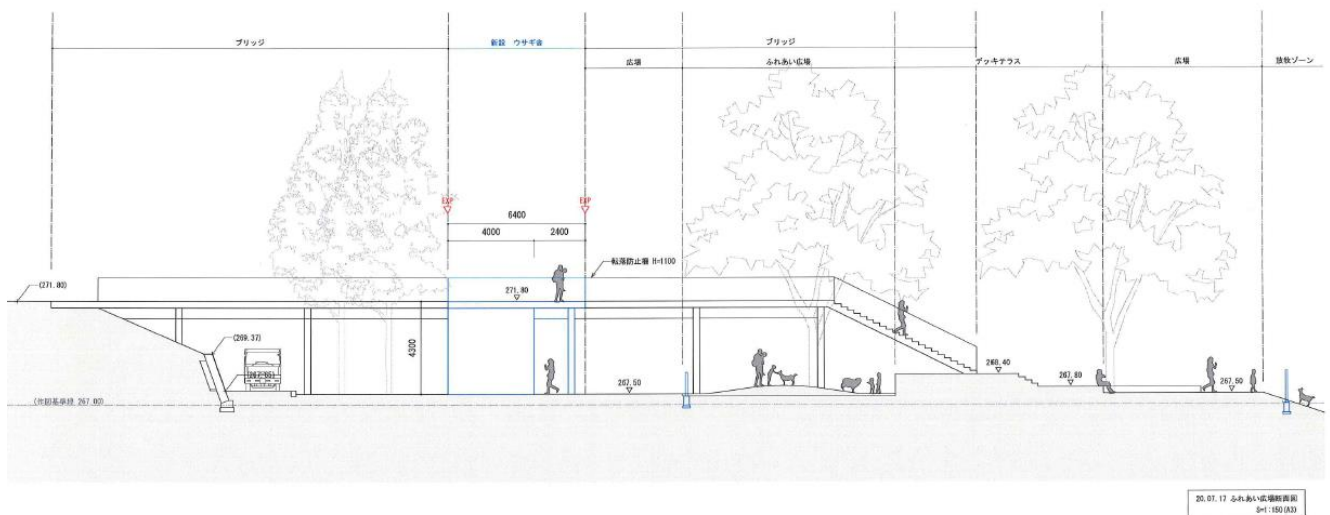 ブリッジ
新設 ウサギ舎
ブリッジ
広場
ふれあい広場
デッキテラス
広場
放牧ゾーン
EXP
EXP
6400
4000
2400
転落防止柵 H=1100
(271.80)
271.80
(269.37)
4300
267.50
268.40
267.80
267.50
(作図基準線 267.00)
20.07.17 ふれあい広場断面図
S=1:150(A3)